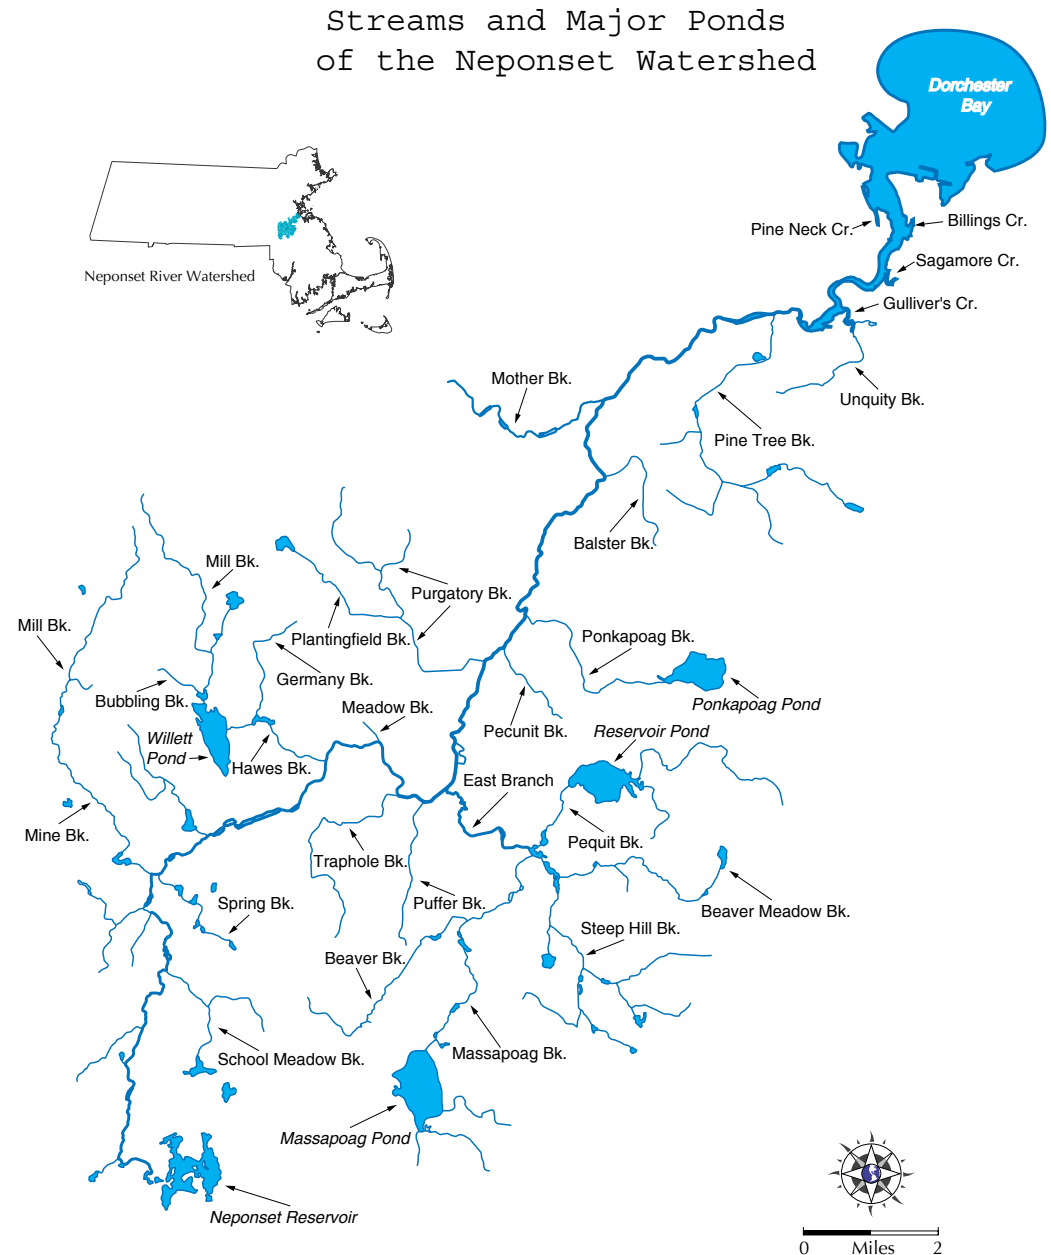 Streams and Major Ponds
of the Neponset Watershed
Dorchester
Bay
Pine Neck Cr.
Billings Cr.
Sagamore Cr.
Neponset River Watershed
Gulliver's Cr.
Mother Bk.
Unquity Bk.
Pine Tree Bk.
Balster Bk.
Mill Bk.
Purgatory Bk.
Mill Bk.
Plantingfield Bk.
Ponkapoag Bk.
Germany Bk.
Bubbling Bk.
Meadow Bk.
Ponkapoag Pond
Pecunit Bk.
Reservoir Pond
Willett
Pond
Hawes Bk.
East Branch
Mine Bk.
Pequit Bk.
Traphole Bk.
Spring Bk.
Puffer Bk.
Beaver Meadow Bk.
Steep Hill Bk.
Beaver Bk.
School Meadow Bk.
Massapoag Bk.
Massapoag Pond
Neponset Reservoir
0 Miles 2